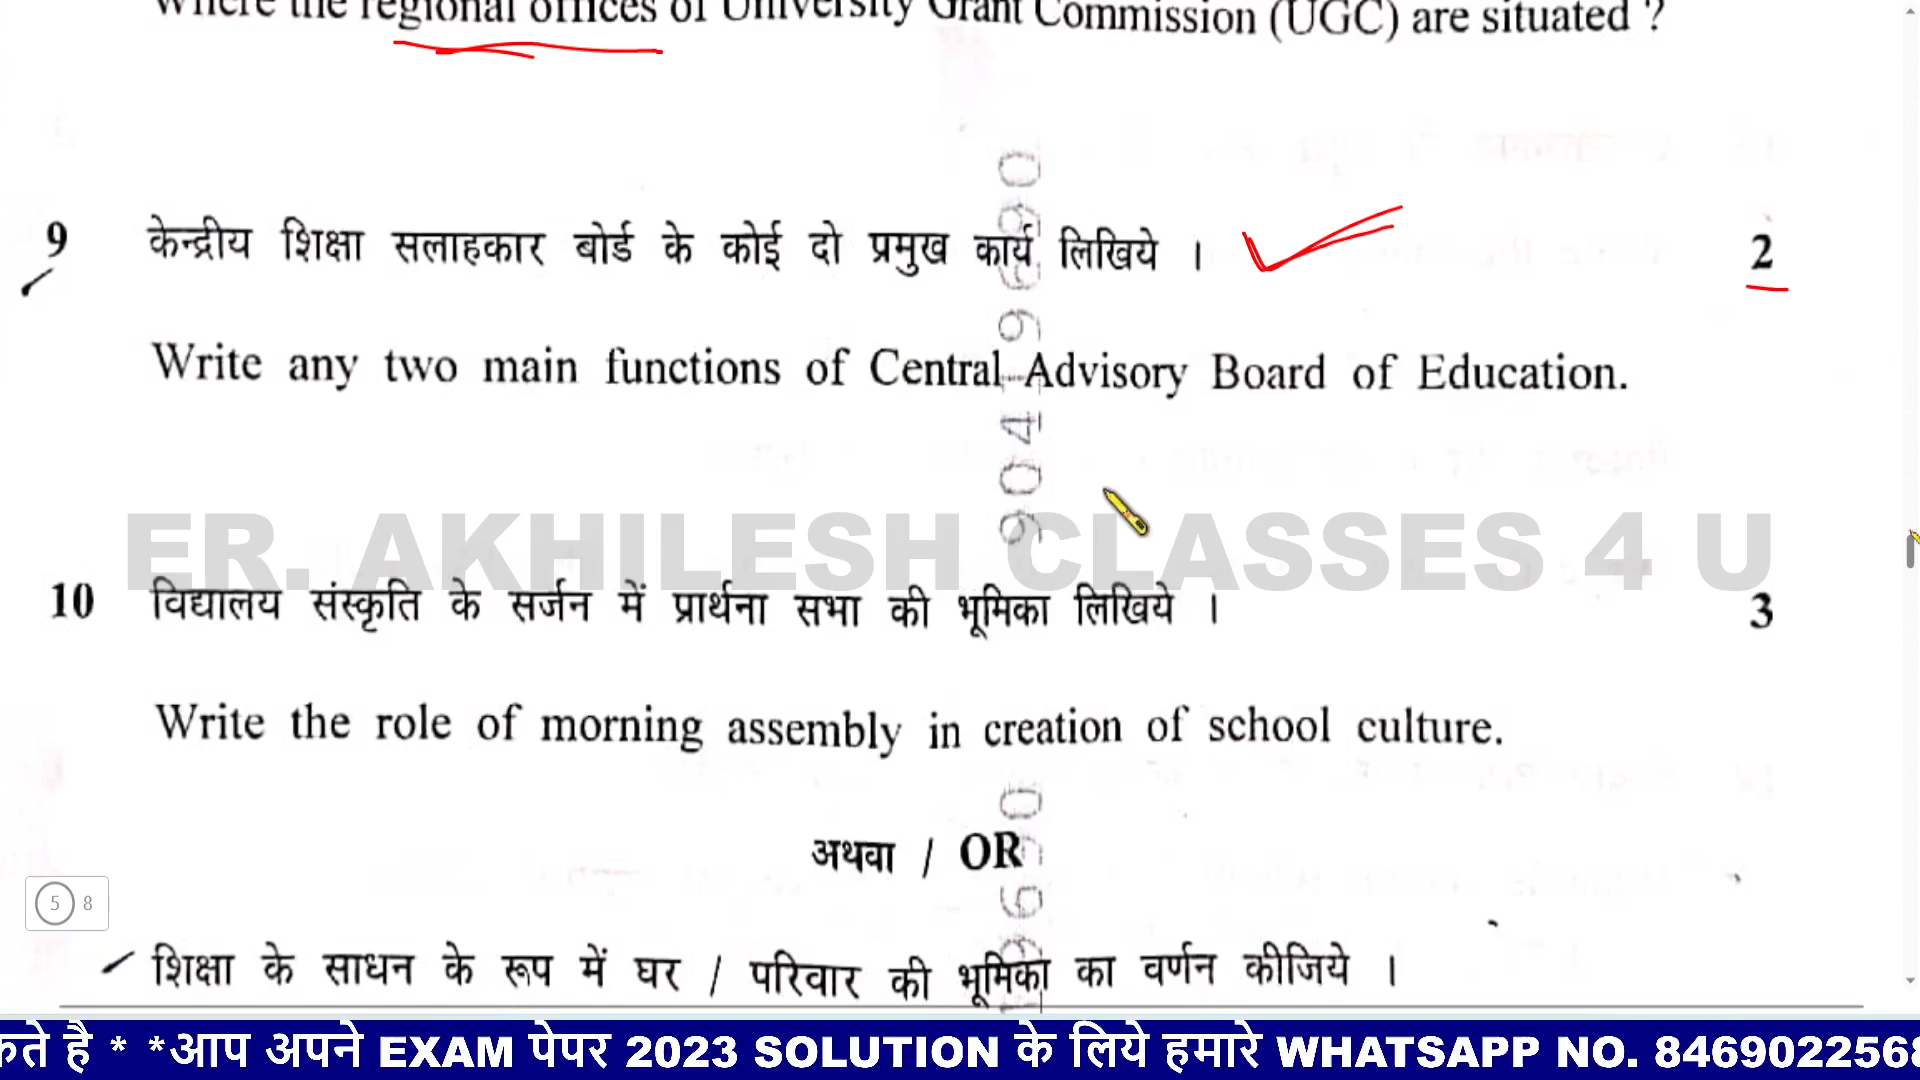 Where the regional offices of University Grant Commission (UGC) are situated ?
9 केन्द्रीय शिक्षा सलाहकार बोर्ड के कोई दो प्रमुख कार्य लिखिये । 2
Write any two main functions of Central Advisory Board of Education.
ER. AKHILESH CLASSES 4 U
10 विद्यालय संस्कृति के सर्जन में प्रार्थना सभा की भूमिका लिखिये । 3
Write the role of morning assembly in creation of school culture.
अथवा / OR
5 8
शिक्षा के साधन के रूप में घर / परिवार की भूमिका का वर्णन कीजिये ।
है * *आप अपने EXAM पेपर 2023 SOLUTION के लिये हमारे WHATSAPP NO. 8469022568